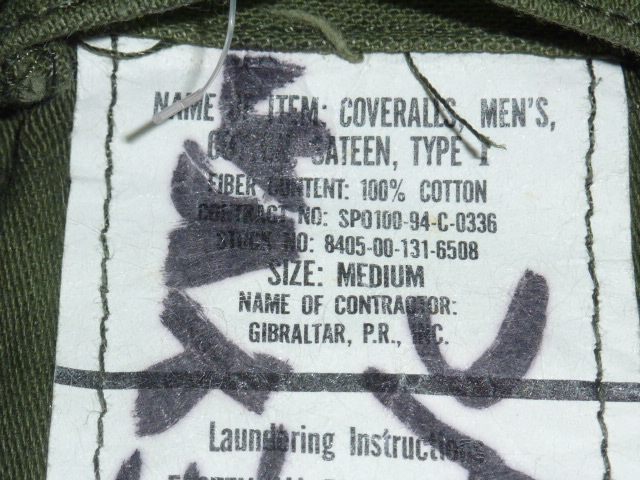 NAME OF ITEM: COVERALLS, MEN'S,
SATEEN, TYPE I
FIBER CONTENT: 100% COTTON
CONTRACT NO: SPO100-94-C-0336
STOCK NO: 8405-00-131-6508
SIZE: MEDIUM
NAME OF CONTRACTOR:
GIBRALTAR, P.R., INC.
Laundering Instructions